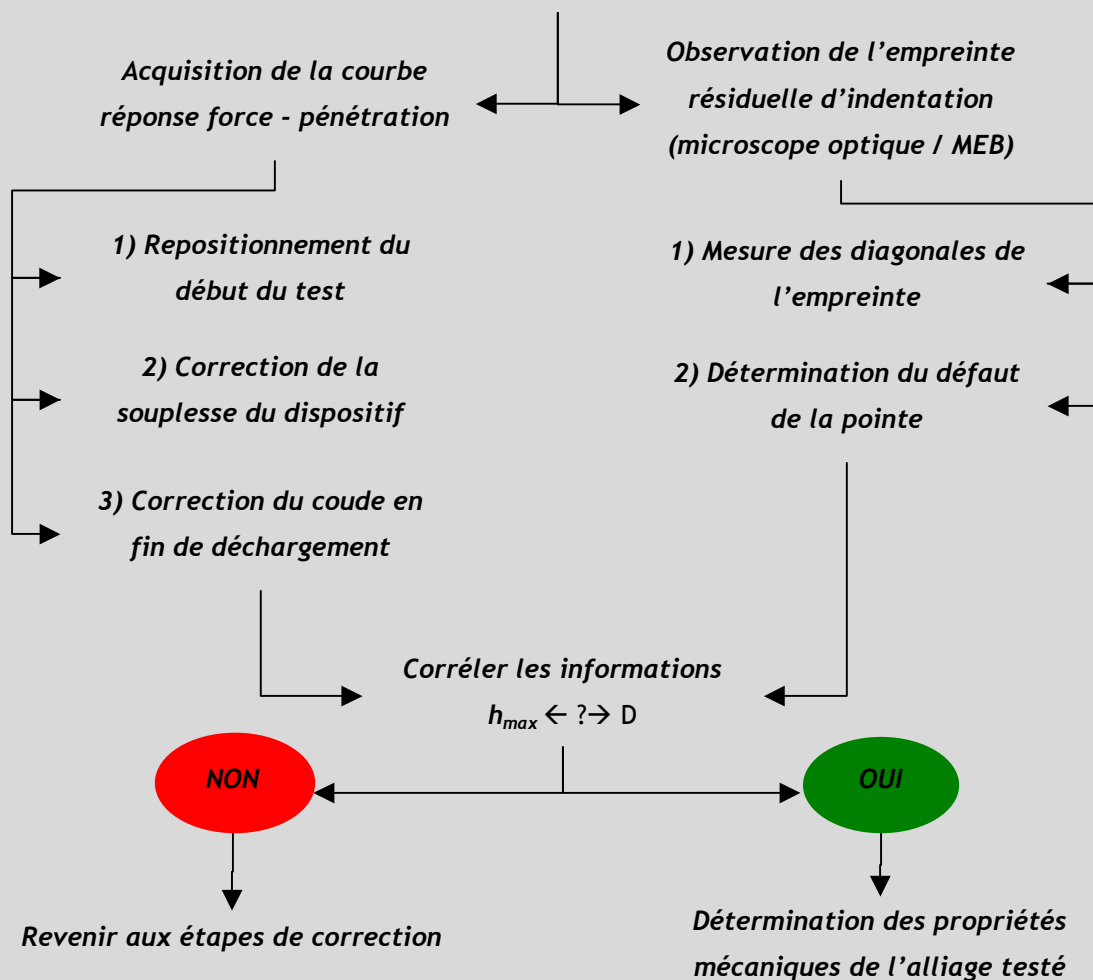 Acquisition de la courbe
réponse force - pénétration
Observation de l’empreinte
résiduelle d’indentation
(microscope optique / MEB)
1) Repositionnement du
début du test
2) Correction de la
souplesse du dispositif
3) Correction du coude en
fin de déchargement
1) Mesure des diagonales de
l’empreinte
2) Détermination du défaut
de la pointe
Corréler les informations
hmax ← ?→ D
NON
OUI
Revenir aux étapes de correction
Détermination des propriétés
mécaniques de l’alliage testé